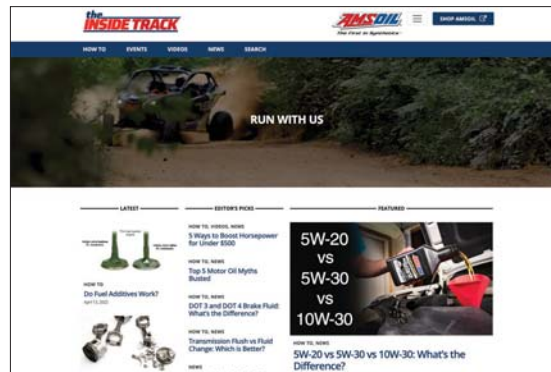 the
INSIDE TRACK
AMSOIL
The First in Synthetics
SHOP AMSOIL
HOW TO EVENTS VIDEOS NEWS SEARCH
RUN WITH US
LATEST
HOW TO
Do Fuel Additives Work?
EDITOR'S PICKS
HOW TO, VIDEOS, NEWS
5 Ways to Boost Horsepower
for Under $500
HOW TO, NEWS
Top 5 Motor Oil Myths
Busted
HOW TO, NEWS
DOT 3 and DOT 4 Brake Fluid:
What's the Difference?
HOW TO, NEWS
Transmission Flush vs Fluid
Change: Which is Better?
NEWS
FEATURED
5W-20
vs
5W-30
vs
10W-30
HOW TO, NEWS
5W-20 vs 5W-30 vs 10W-30: What's the
Difference?